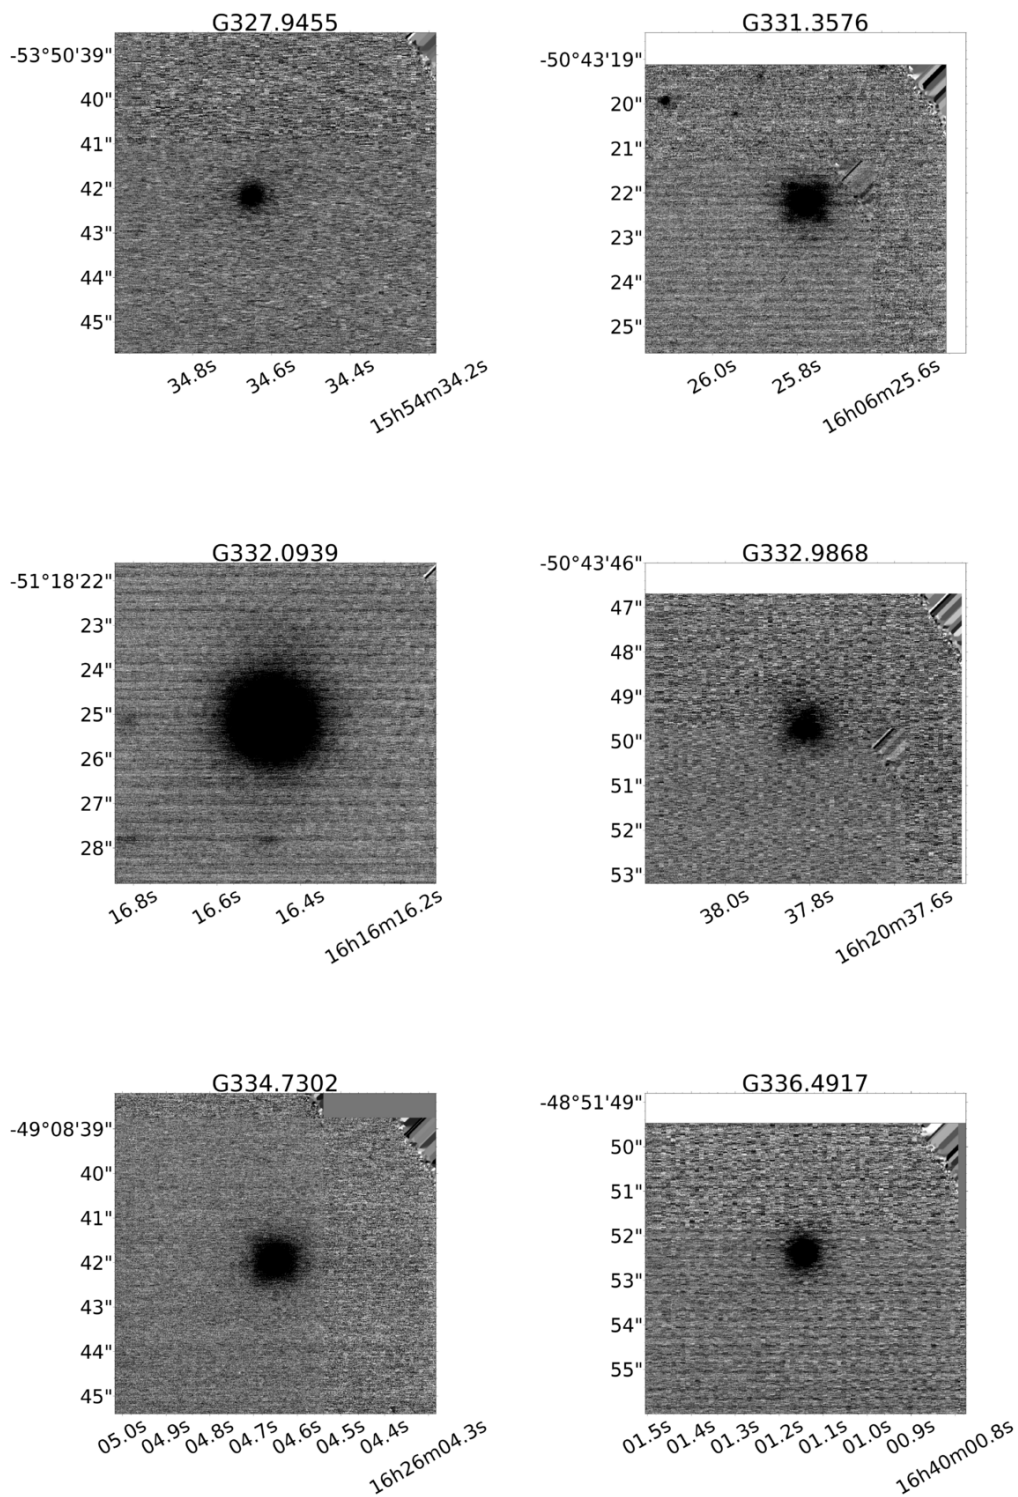 G327.9455
-53°50'39"
40"
41"
42"
43"
44"
45"
34.8s
34.6s
34.4s
15h54m34.2s
G331.3576
-50°43'19"
20"
21"
22"
23"
24"
25"
26.0s
25.8s
16h06m25.6s
G332.0939
-51°18'22"
23"
24"
25"
26"
27"
28"
16.8s
16.6s
16.4s
16h16m16.2s
G332.9868
-50°43'46"
47"
48"
49"
50"
51"
52"
53"
38.0s
37.8s
16h20m37.6s
G334.7302
-49°08'39"
40"
41"
42"
43"
44"
45"
05.0s
04.9s
04.8s
04.7s
04.6s
04.5s
04.4s
16h26m04.3s
G336.4917
-48°51'49"
50"
51"
52"
53"
54"
55"
01.5s
01.4s
01.3s
01.2s
01.1s
01.0s
00.9s
16h40m00.8s